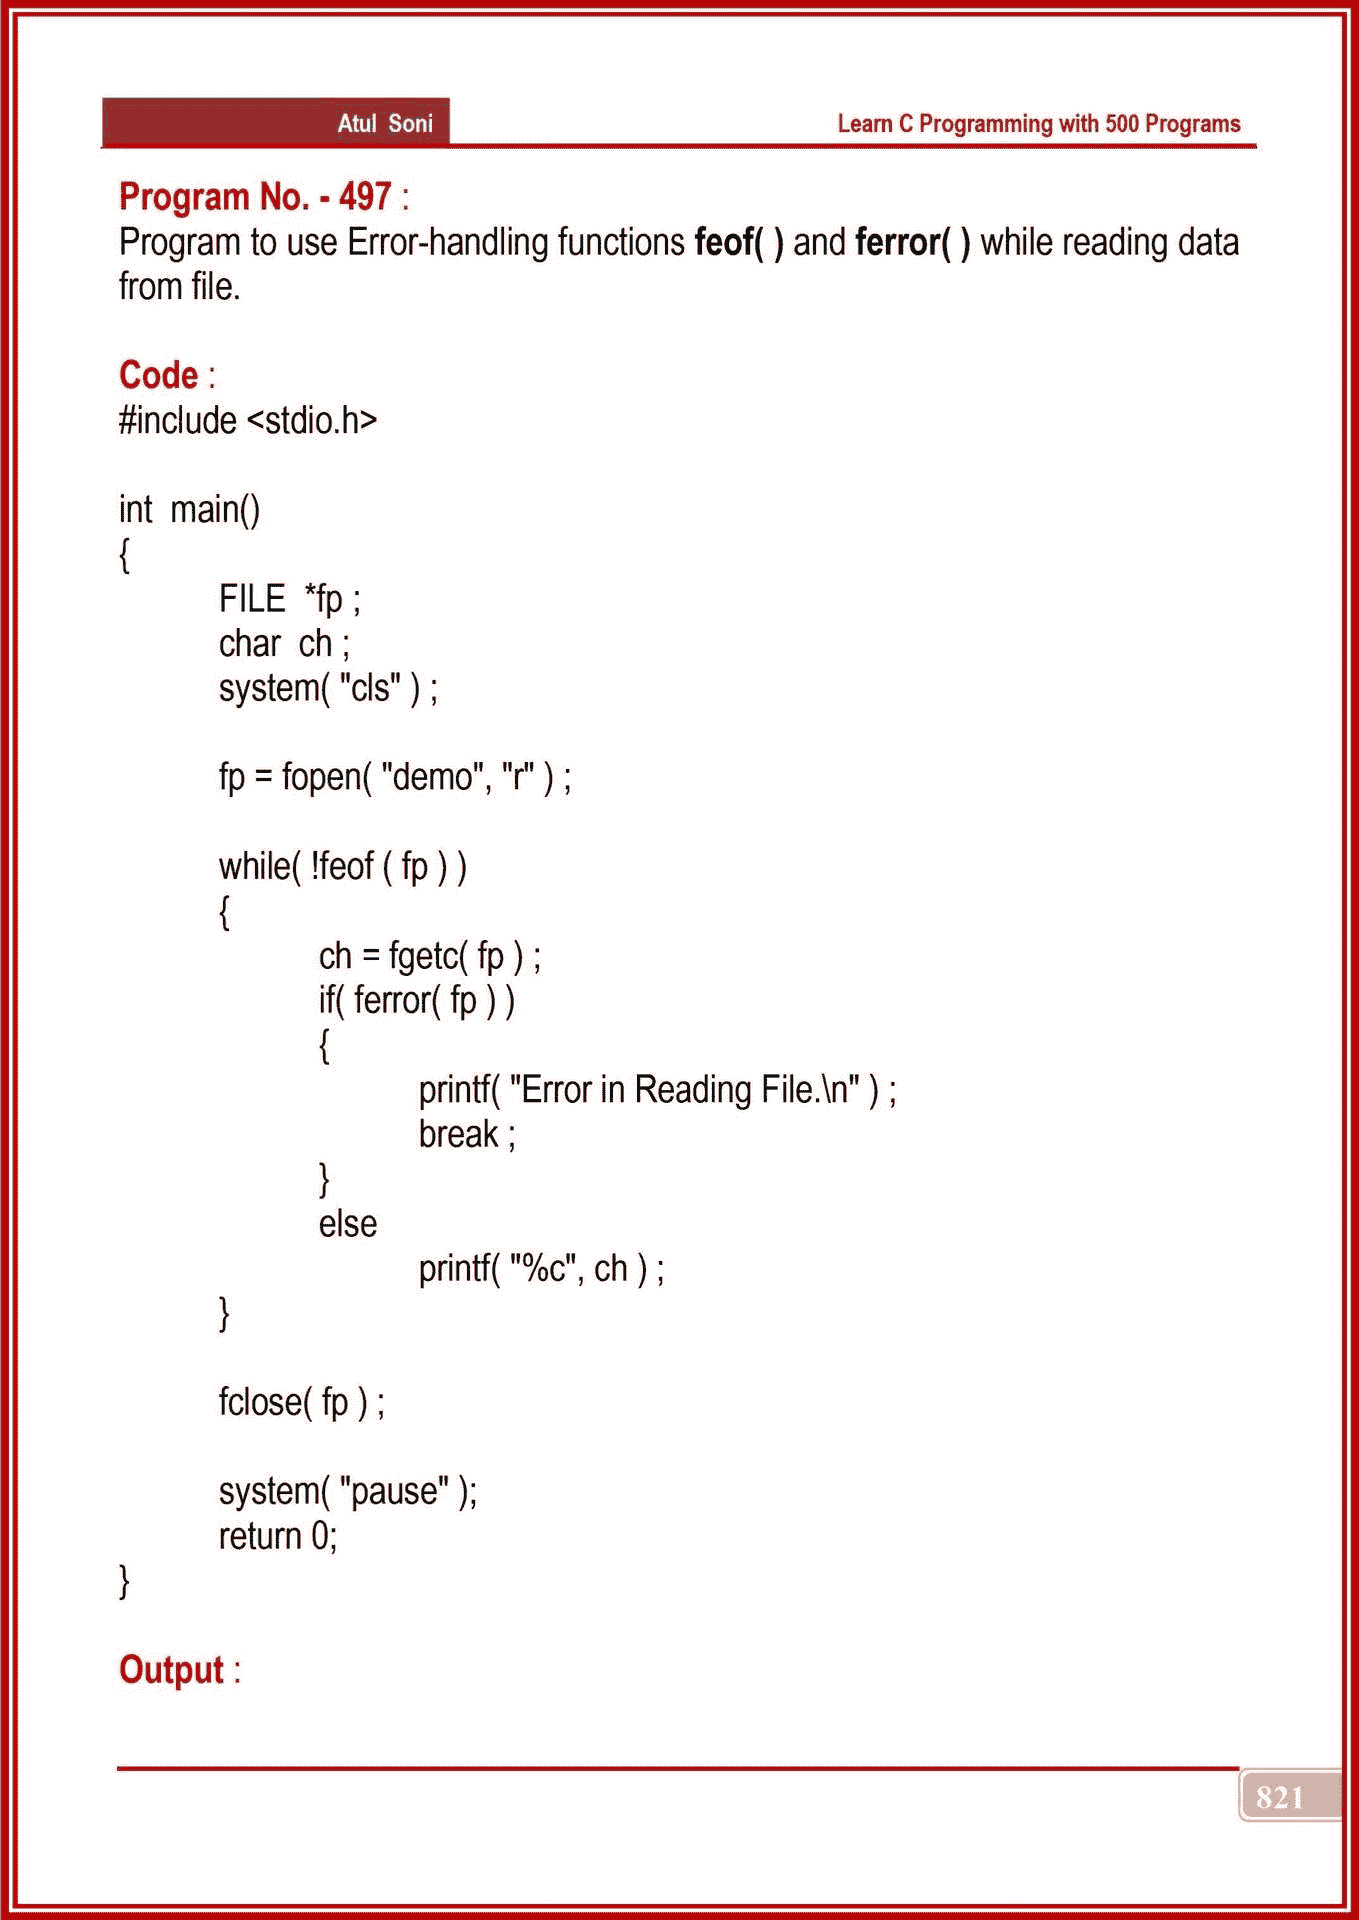 Atul  Soni
Learn C Programming with 500 Programs
Program No. - 497 :
Program to use Error-handling functions feof( ) and ferror( ) while reading data
from file.
Code :
#include <stdio.h>
int  main()
{
FILE  *fp ;
char  ch ;
system( "cls" ) ;
fp = fopen( "demo", "r" ) ;
while( !feof ( fp ) )
{
ch = fgetc( fp ) ;
if( ferror( fp ) )
{
printf( "Error in Reading File.\n" ) ;
break ;
}
else
printf( "%c", ch ) ;
}
fclose( fp ) ;
system( "pause" );
return 0;
}
Output :
821